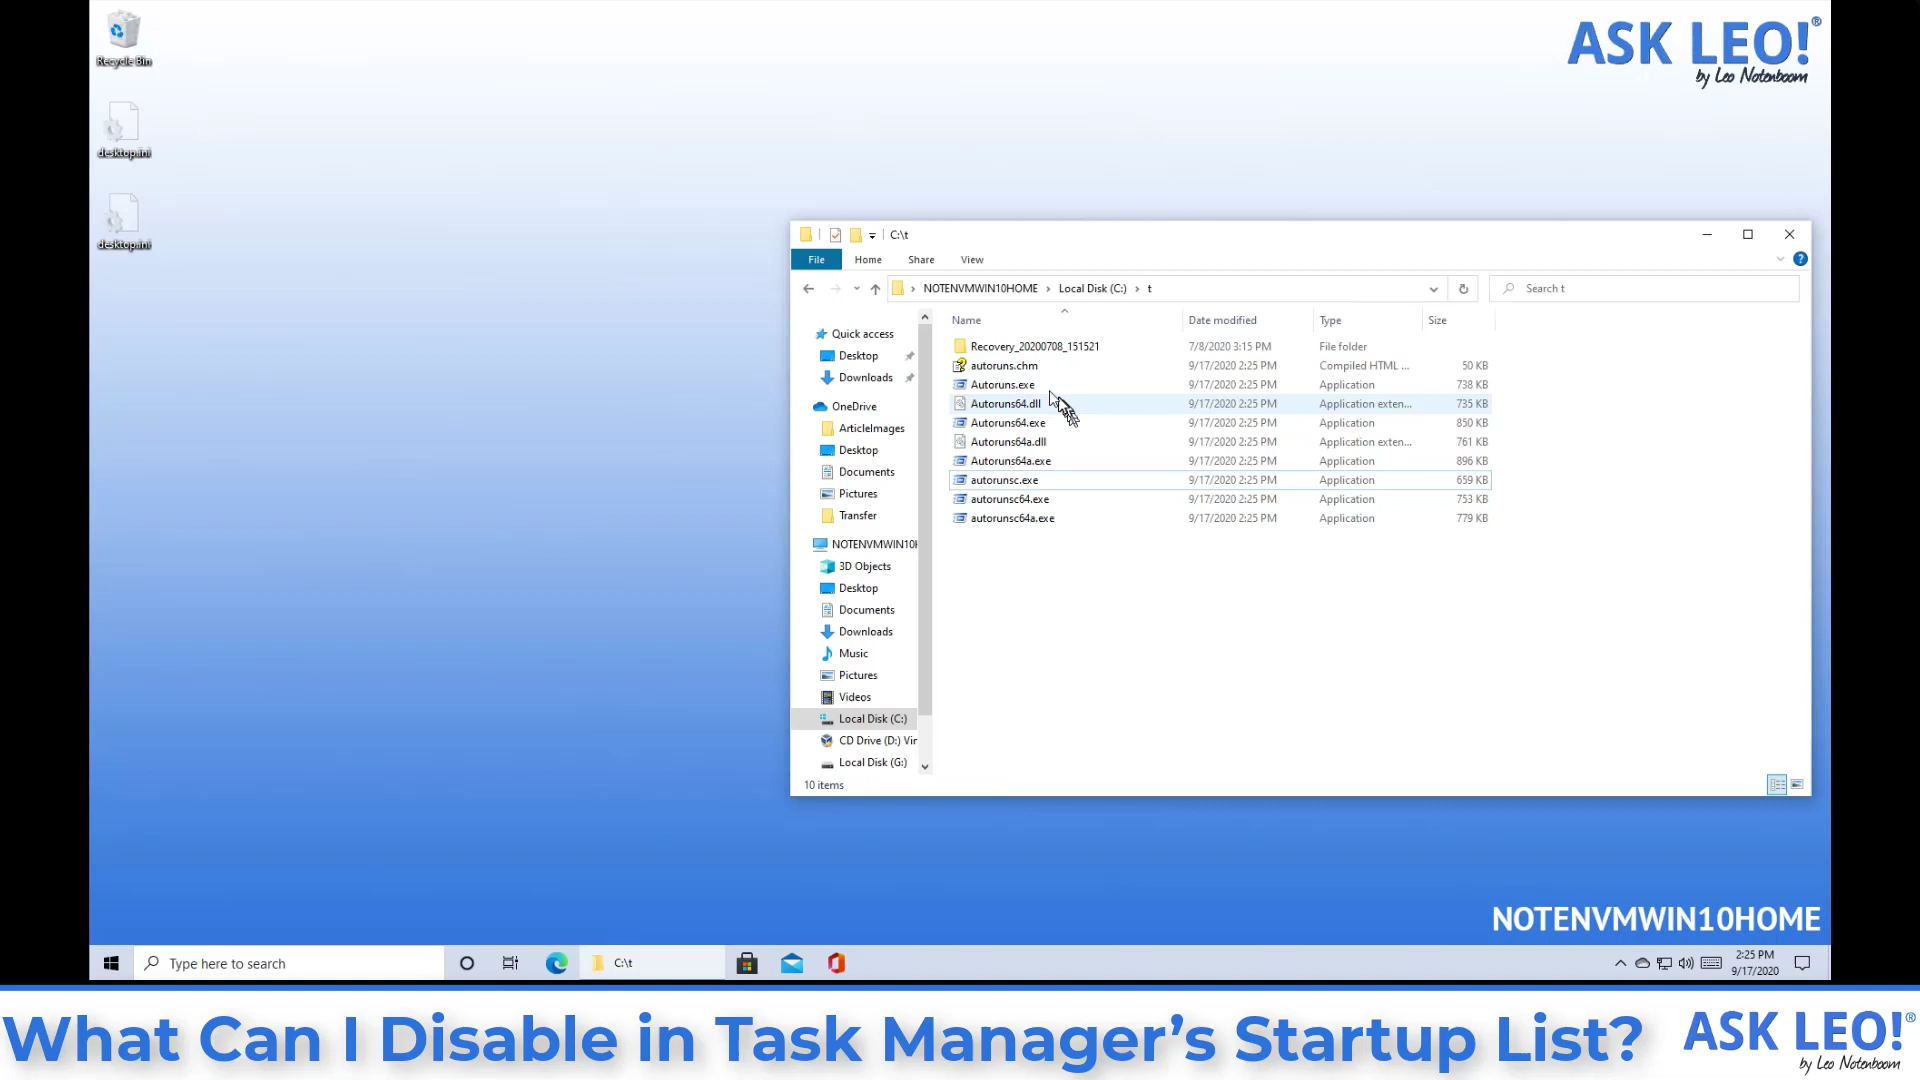 Recycle Bin
desktop.ini
desktop.ini
ASK LEO!®
by Leo Notenboom
C:\t
File Home Share View
NOTENVMWIN10HOME › Local Disk (C:) › t
Search t
Quick access
Desktop
Downloads
OneDrive
ArticleImages
Desktop
Documents
Pictures
Transfer
NOTENVMWIN10H
3D Objects
Desktop
Documents
Downloads
Music
Pictures
Videos
Local Disk (C:)
CD Drive (D:) Vir
Local Disk (G:)
Name Date modified Type Size
Recovery_20200708_151521 7/8/2020 3:15 PM File folder
autoruns.chm 9/17/2020 2:25 PM Compiled HTML ... 50 KB
Autoruns.exe 9/17/2020 2:25 PM Application 738 KB
Autoruns64.dll 9/17/2020 2:25 PM Application exten... 735 KB
Autoruns64.exe 9/17/2020 2:25 PM Application 850 KB
Autoruns64a.dll 9/17/2020 2:25 PM Application exten... 761 KB
Autoruns64a.exe 9/17/2020 2:25 PM Application 896 KB
autorunsc.exe 9/17/2020 2:25 PM Application 659 KB
autorunsc64.exe 9/17/2020 2:25 PM Application 753 KB
autorunsc64a.exe 9/17/2020 2:25 PM Application 779 KB
10 items
NOTENVMWIN10HOME
Type here to search
C:\t
2:25 PM
9/17/2020
What Can I Disable in Task Manager’s Startup List?
ASK LEO!®
by Leo Notenboom